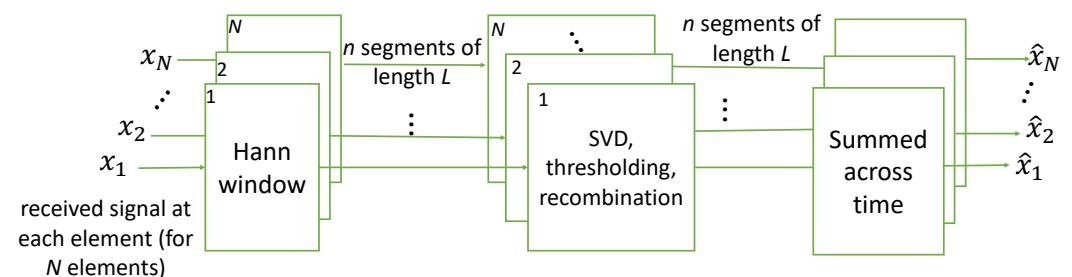 x_N
⋰
x_2
x_1
received signal at
each element (for
N elements)
N
2
1
Hann
window
n segments of
length L
⋮
N
⋱
2
1
SVD,
thresholding,
recombination
n segments of
length L
⋮
Summed
across
time
x̂_N
⋰
x̂_2
x̂_1